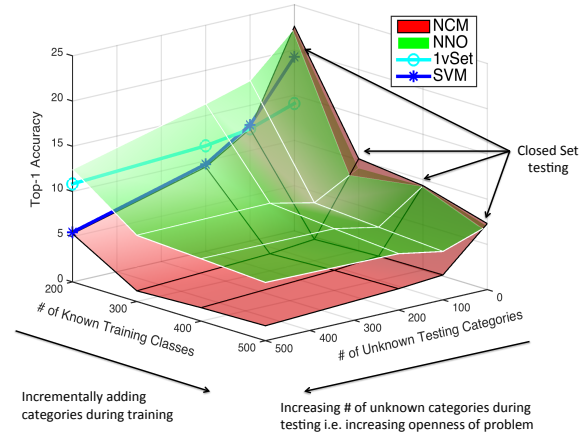 NCM
NNO
1vSet
SVM
25
20
15
10
5
0
Top-1 Accuracy
200
300
400
500
# of Known Training Classes
500
400
300
200
100
0
# of Unknown Testing Categories
Closed Set
testing
Incrementally adding
categories during training
Increasing # of unknown categories during
testing i.e. increasing openness of problem